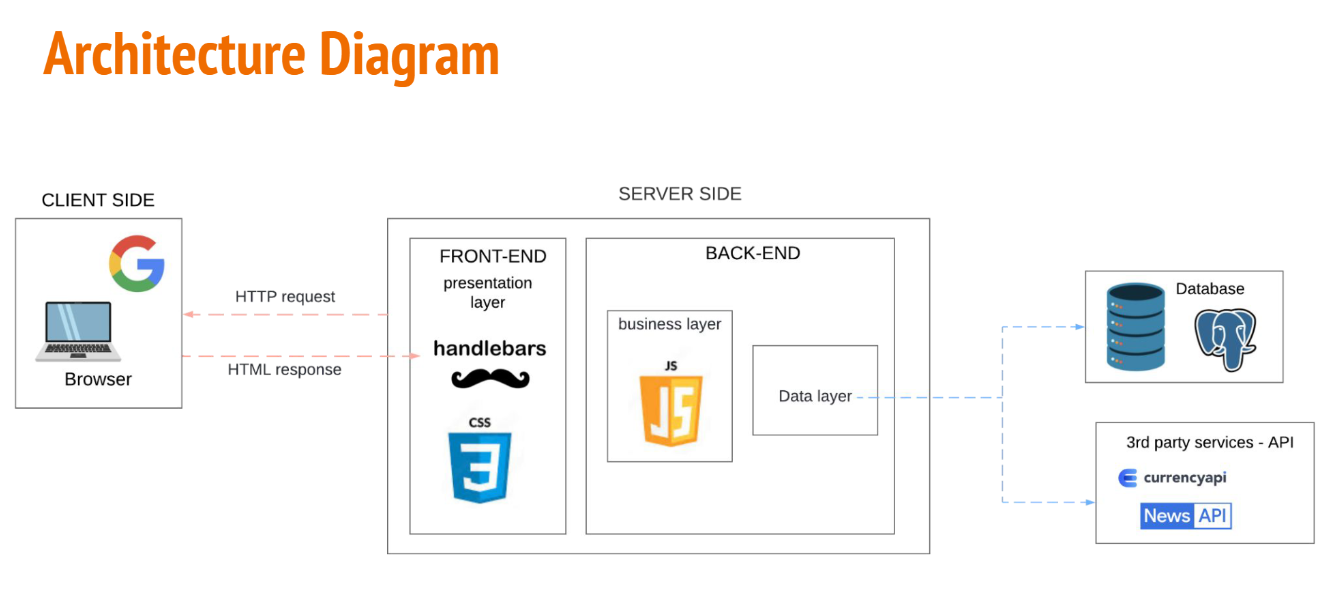 Architecture Diagram
CLIENT SIDE
Browser
HTTP request
HTML response
SERVER SIDE
FRONT-END
presentation
layer
handlebars
CSS
3
BACK-END
business layer
JS
JS
Data layer
Database
3rd party services - API
currencyapi
News API